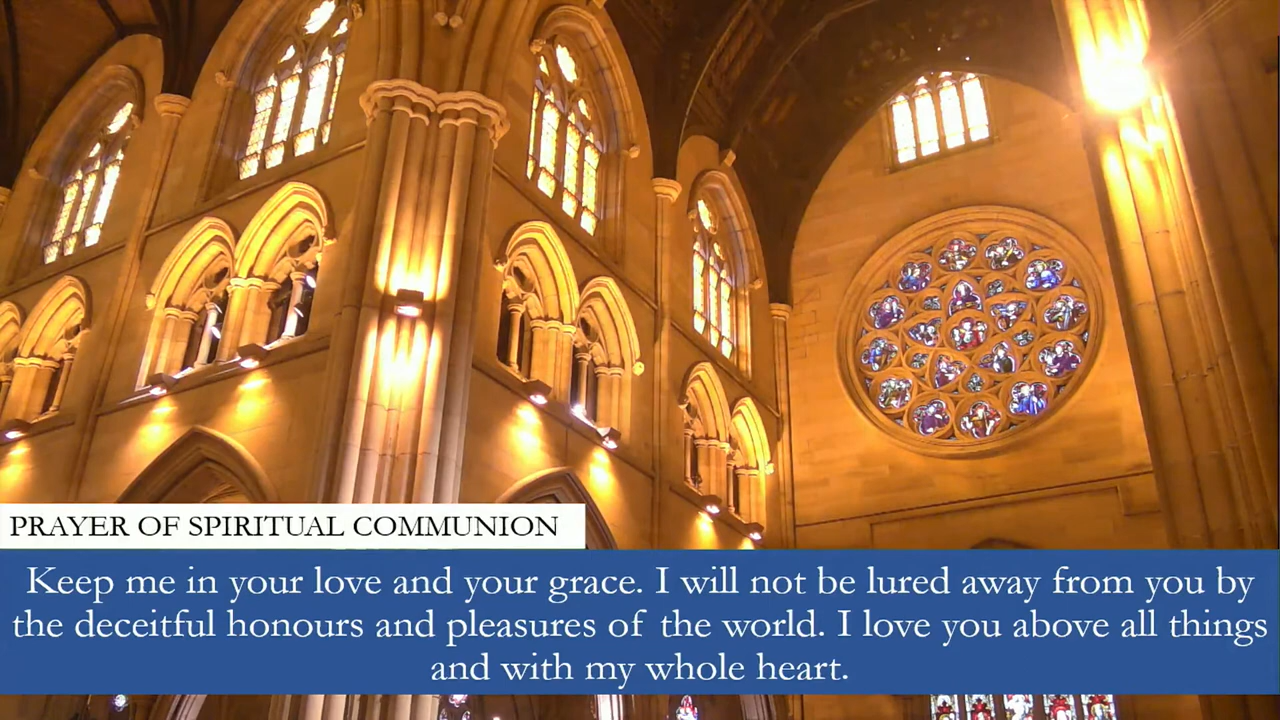 PRAYER OF SPIRITUAL COMMUNION
Keep me in your love and your grace. I will not be lured away from you by
the deceitful honours and pleasures of the world. I love you above all things
and with my whole heart.